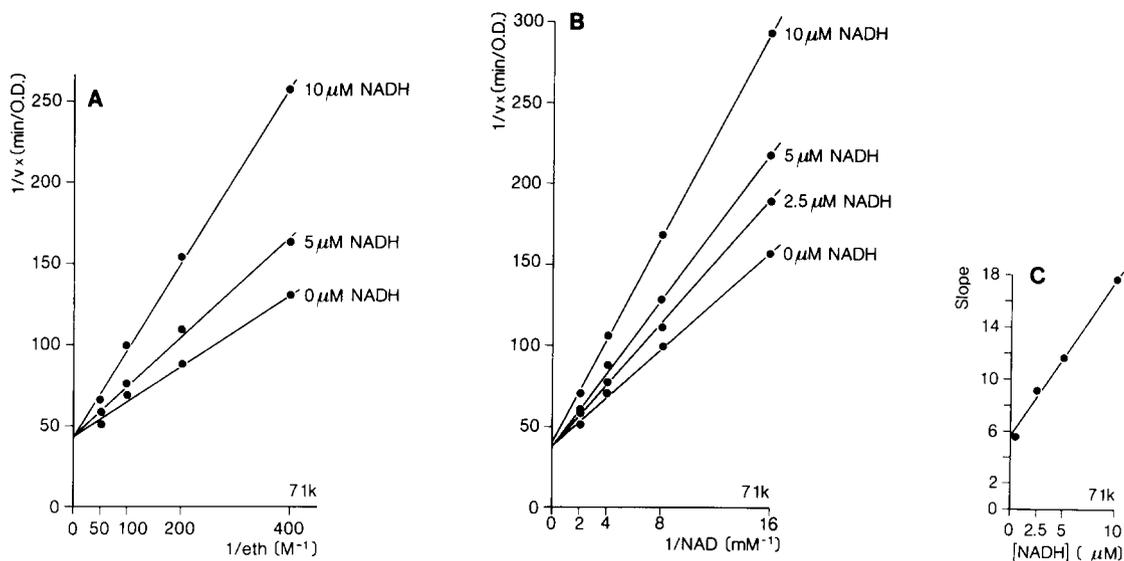 A
1/v x (min/O.D.)
250
200
150
100
50
0
10 μM NADH
5 μM NADH
0 μM NADH
71k
0 50 100 200 400
1/eth (M⁻¹)
B
1/v x (min/O.D.)
300
250
200
150
100
50
0
10 μM NADH
5 μM NADH
2.5 μM NADH
0 μM NADH
71k
0 2 4 8 16
1/NAD (mM⁻¹)
C
Slope
18
14
10
6
2
0
71k
0 2.5 5 10
[NADH] ( μM)